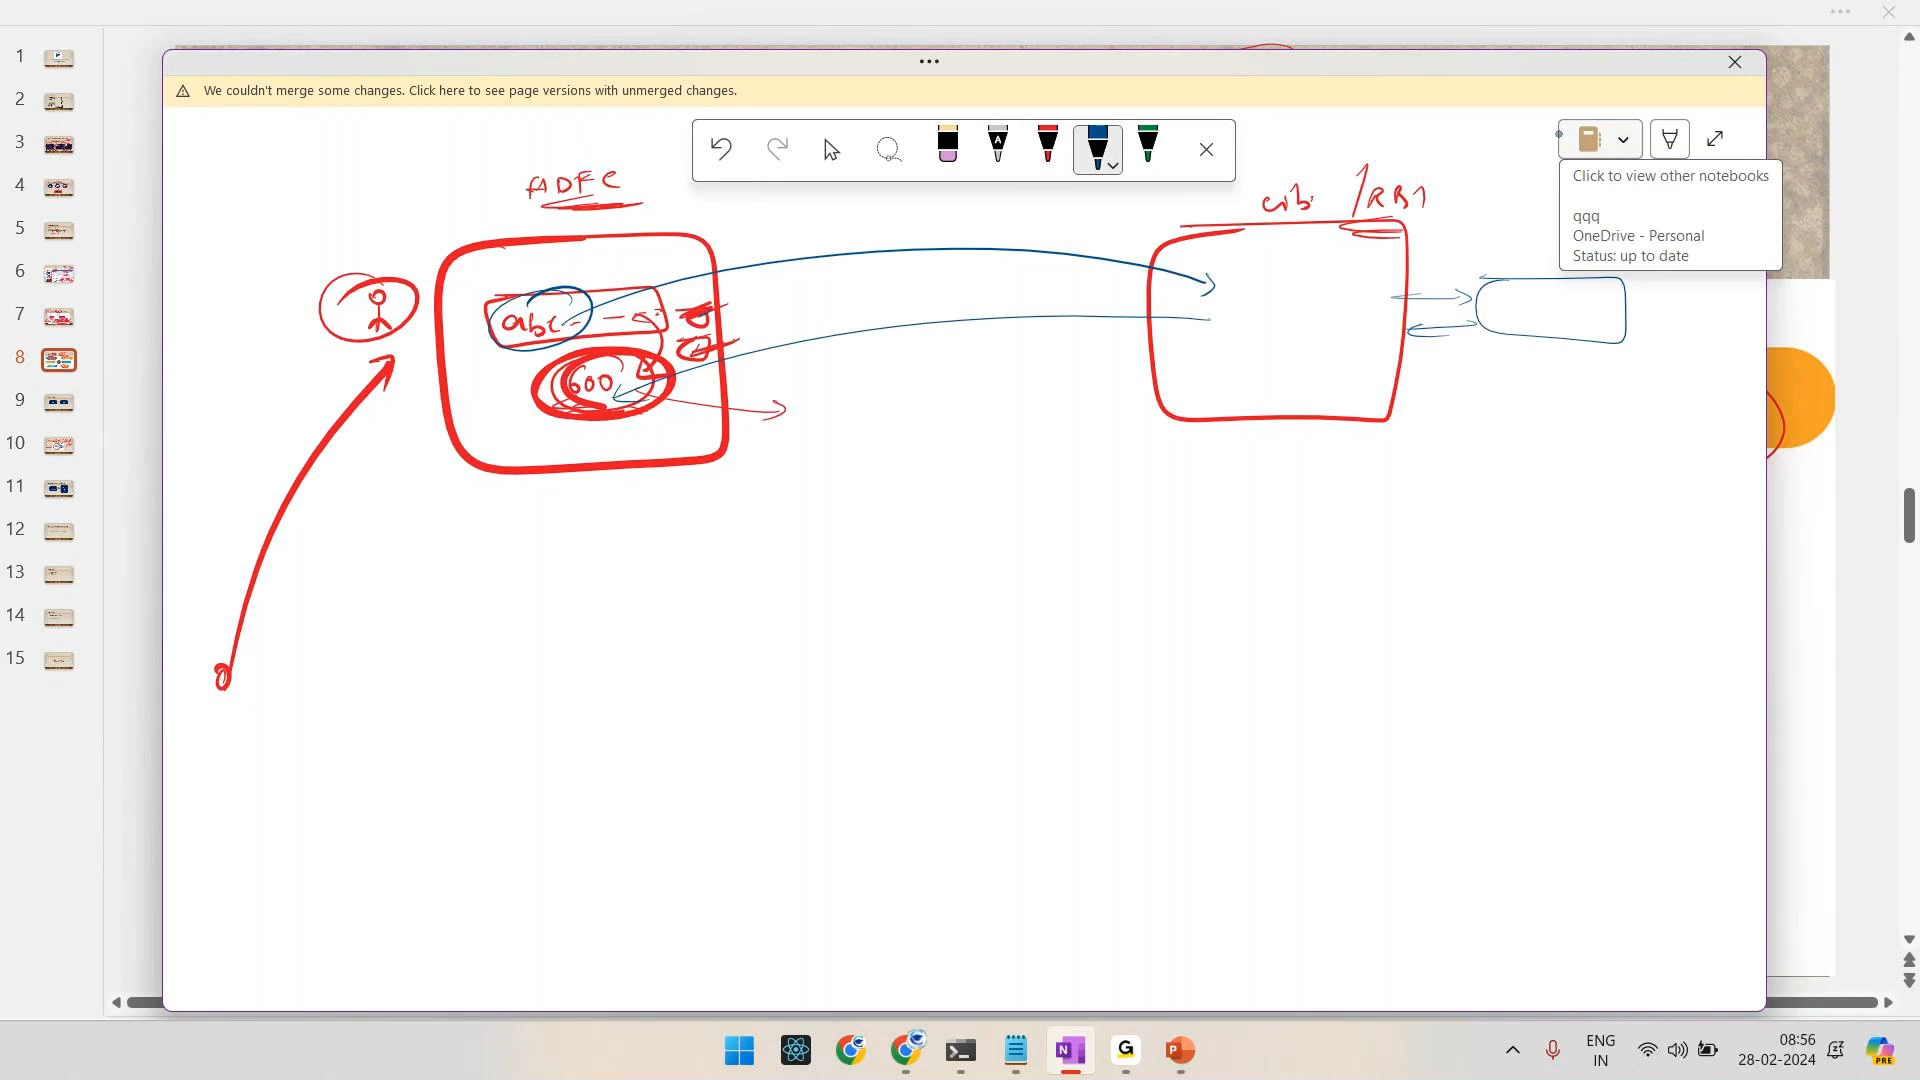 1
2
3
4
5
6
7
8
9
10
11
12
13
14
15
We couldn't merge some changes. Click here to see page versions with unmerged changes.
A
Click to view other notebooks
qqq
OneDrive - Personal
Status: up to date
abc
600
N
G
P
ENG
IN
08:56
28-02-2024
PRE